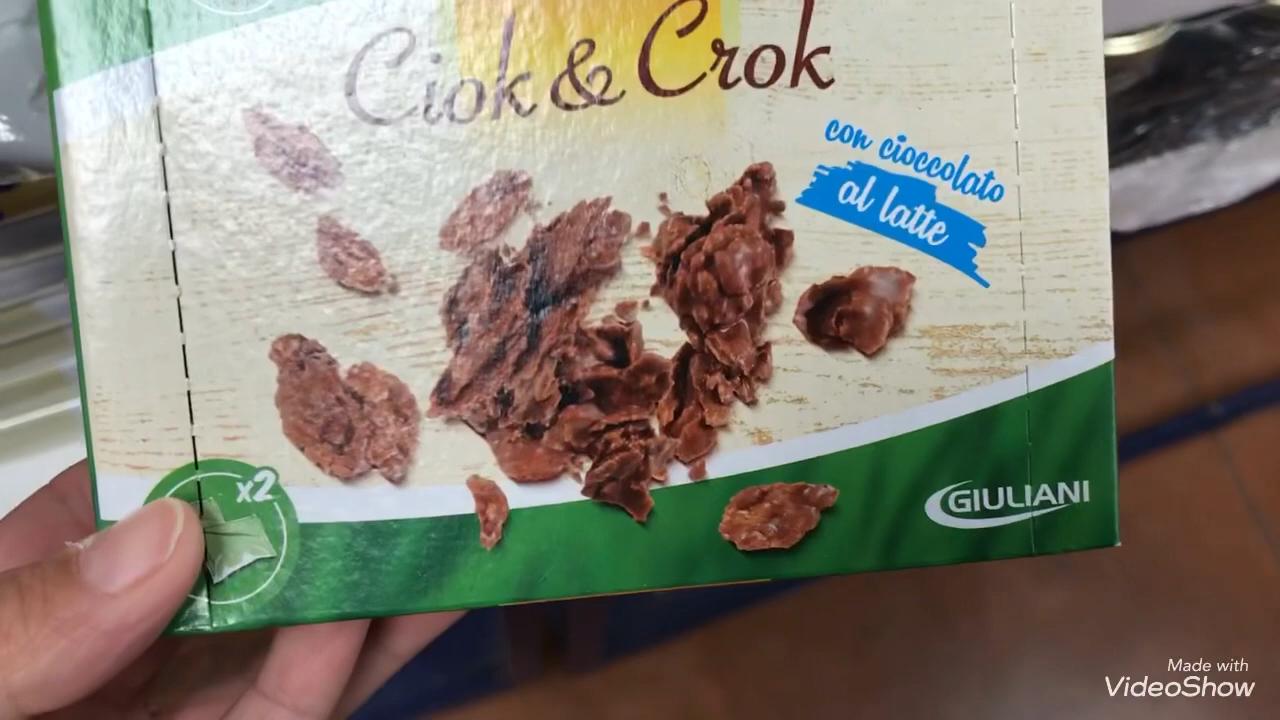 Ciok & Crok
con cioccolato
al latte
x2
GIULIANI
Made with
VideoShow